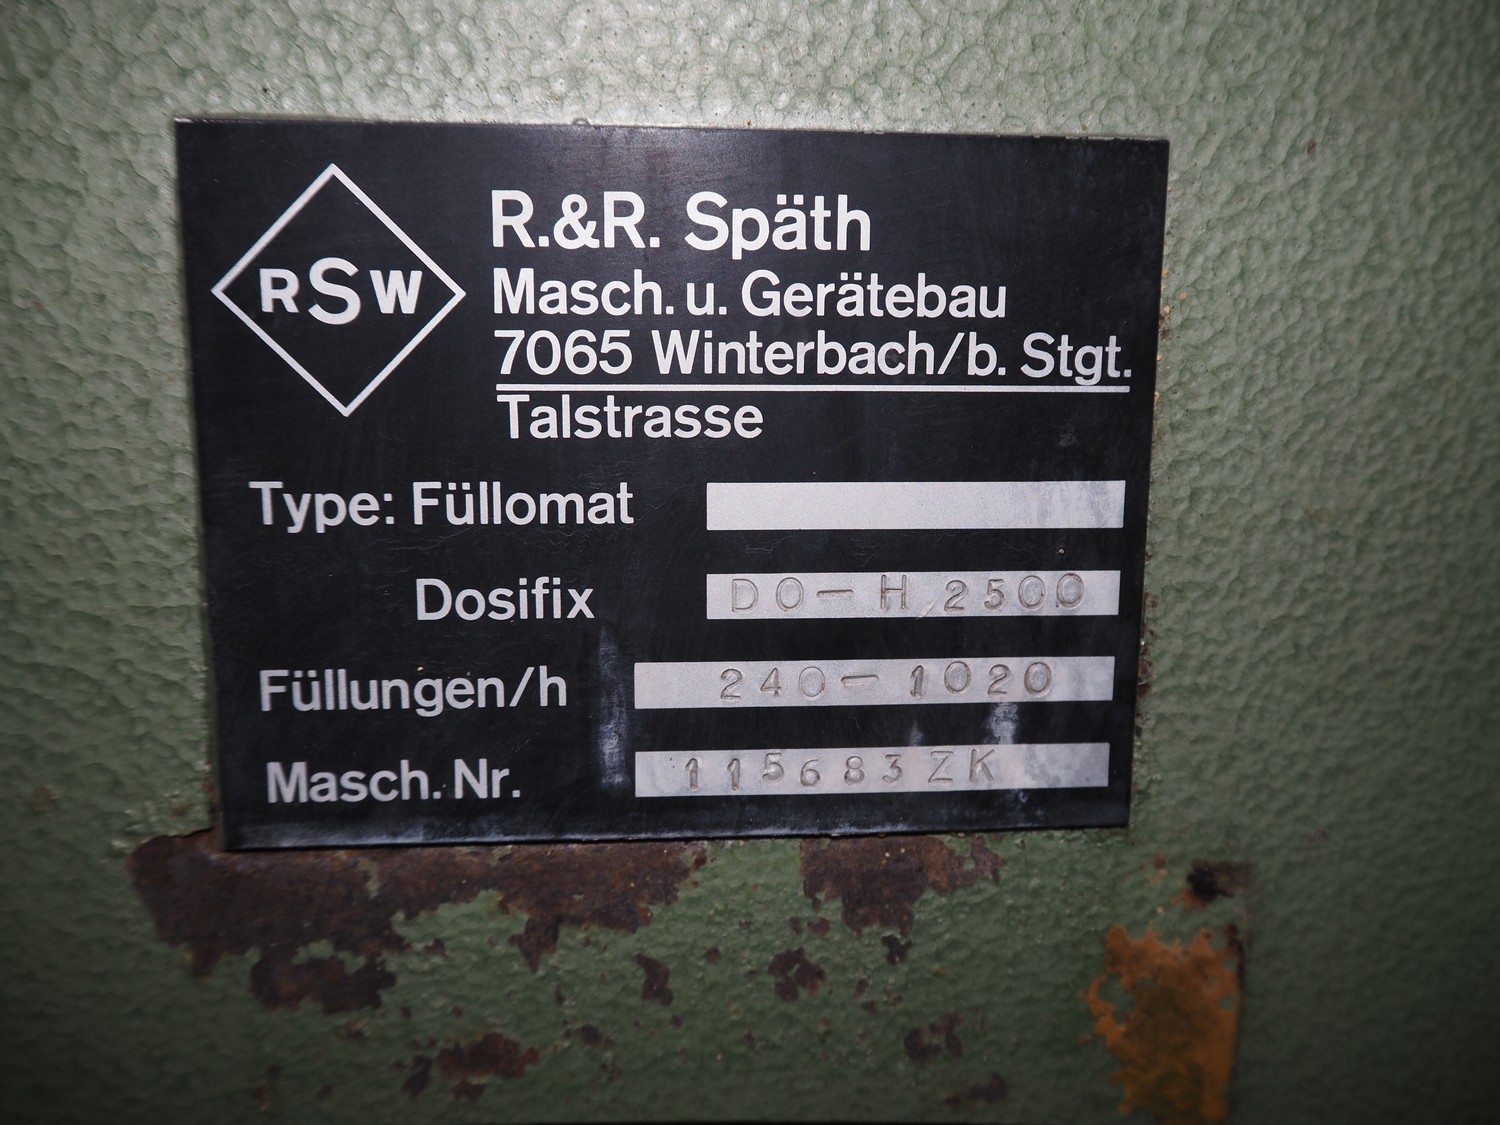 RSW
R.&R. Späth
Masch. u. Gerätebau
7065 Winterbach/b. Stgt.
Talstrasse
Type: Füllomat
Dosifix DO-H 2500
Füllungen/h 240-1020
Masch. Nr. 115683ZK